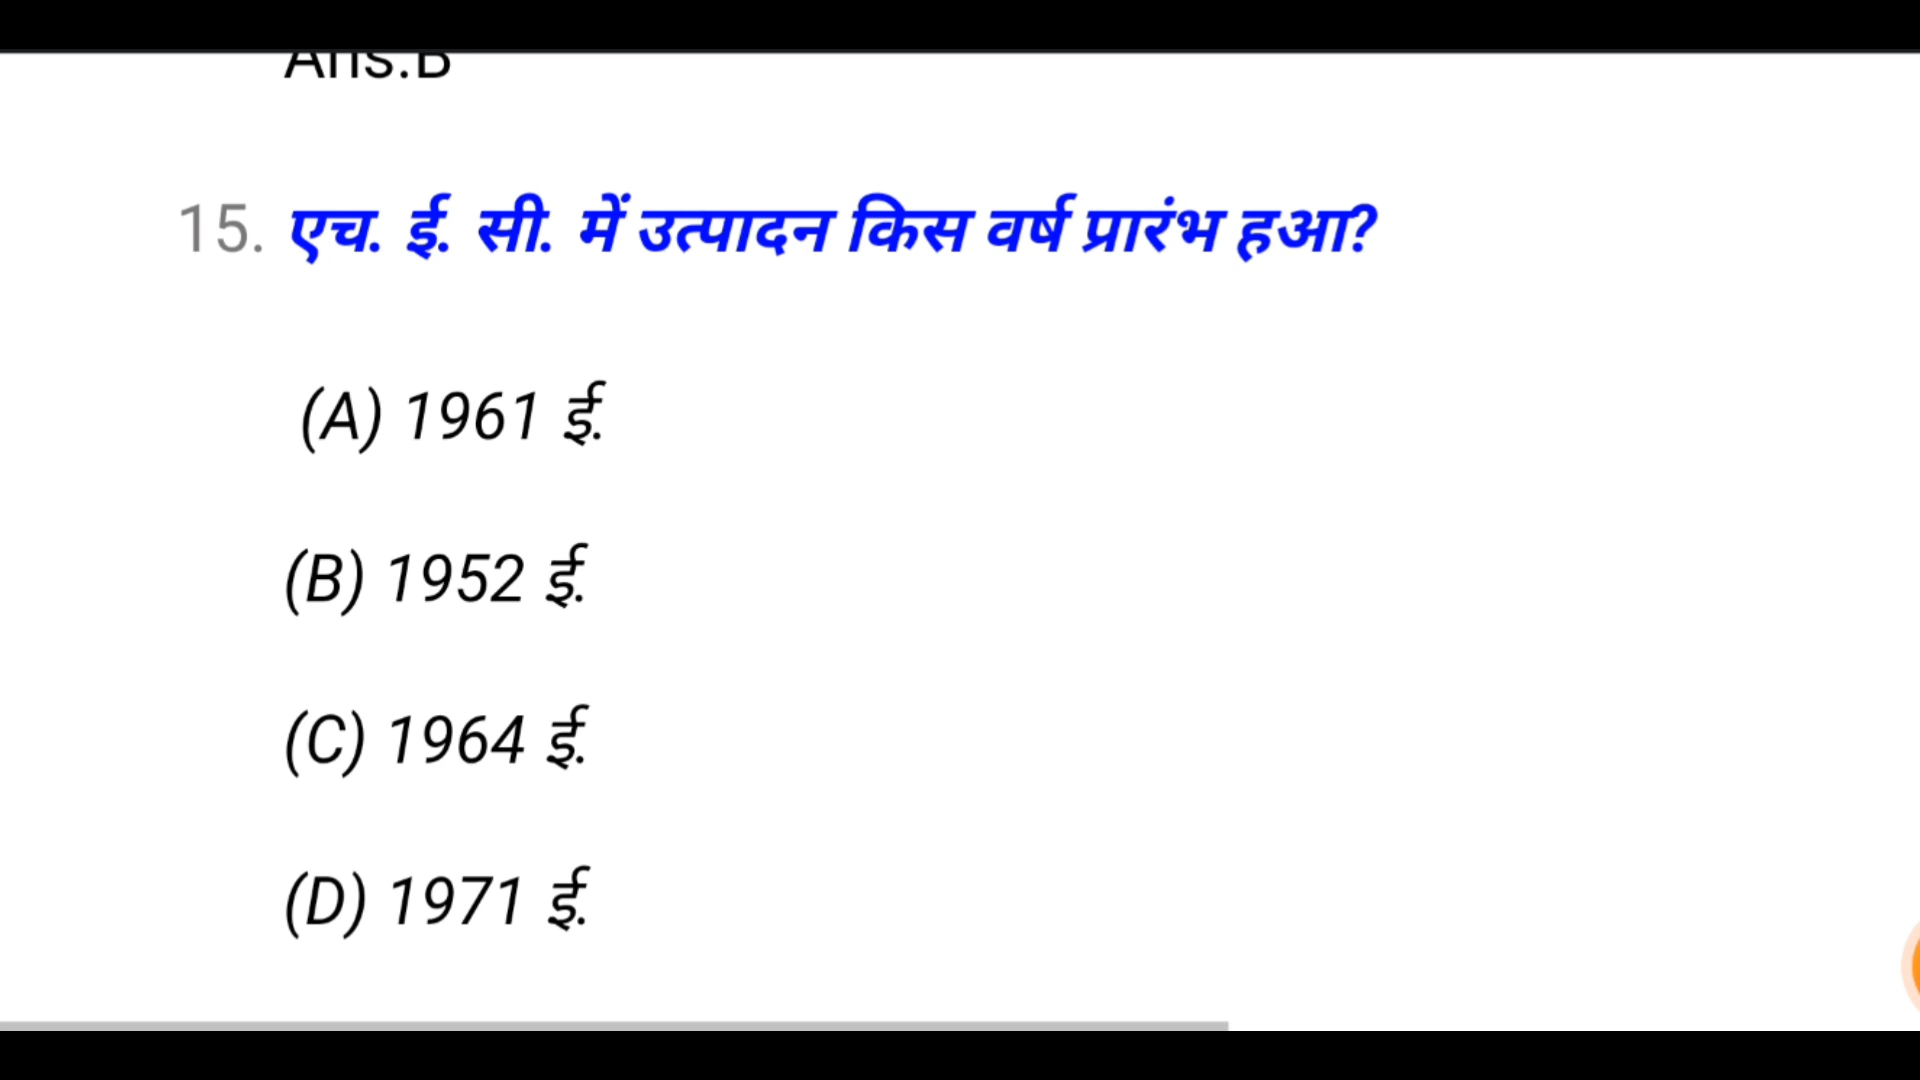 Ans.B
15. एच. ई. सी. में उत्पादन किस वर्ष प्रारंभ हआ?
(A) 1961 ई.
(B) 1952 ई.
(C) 1964 ई.
(D) 1971 ई.